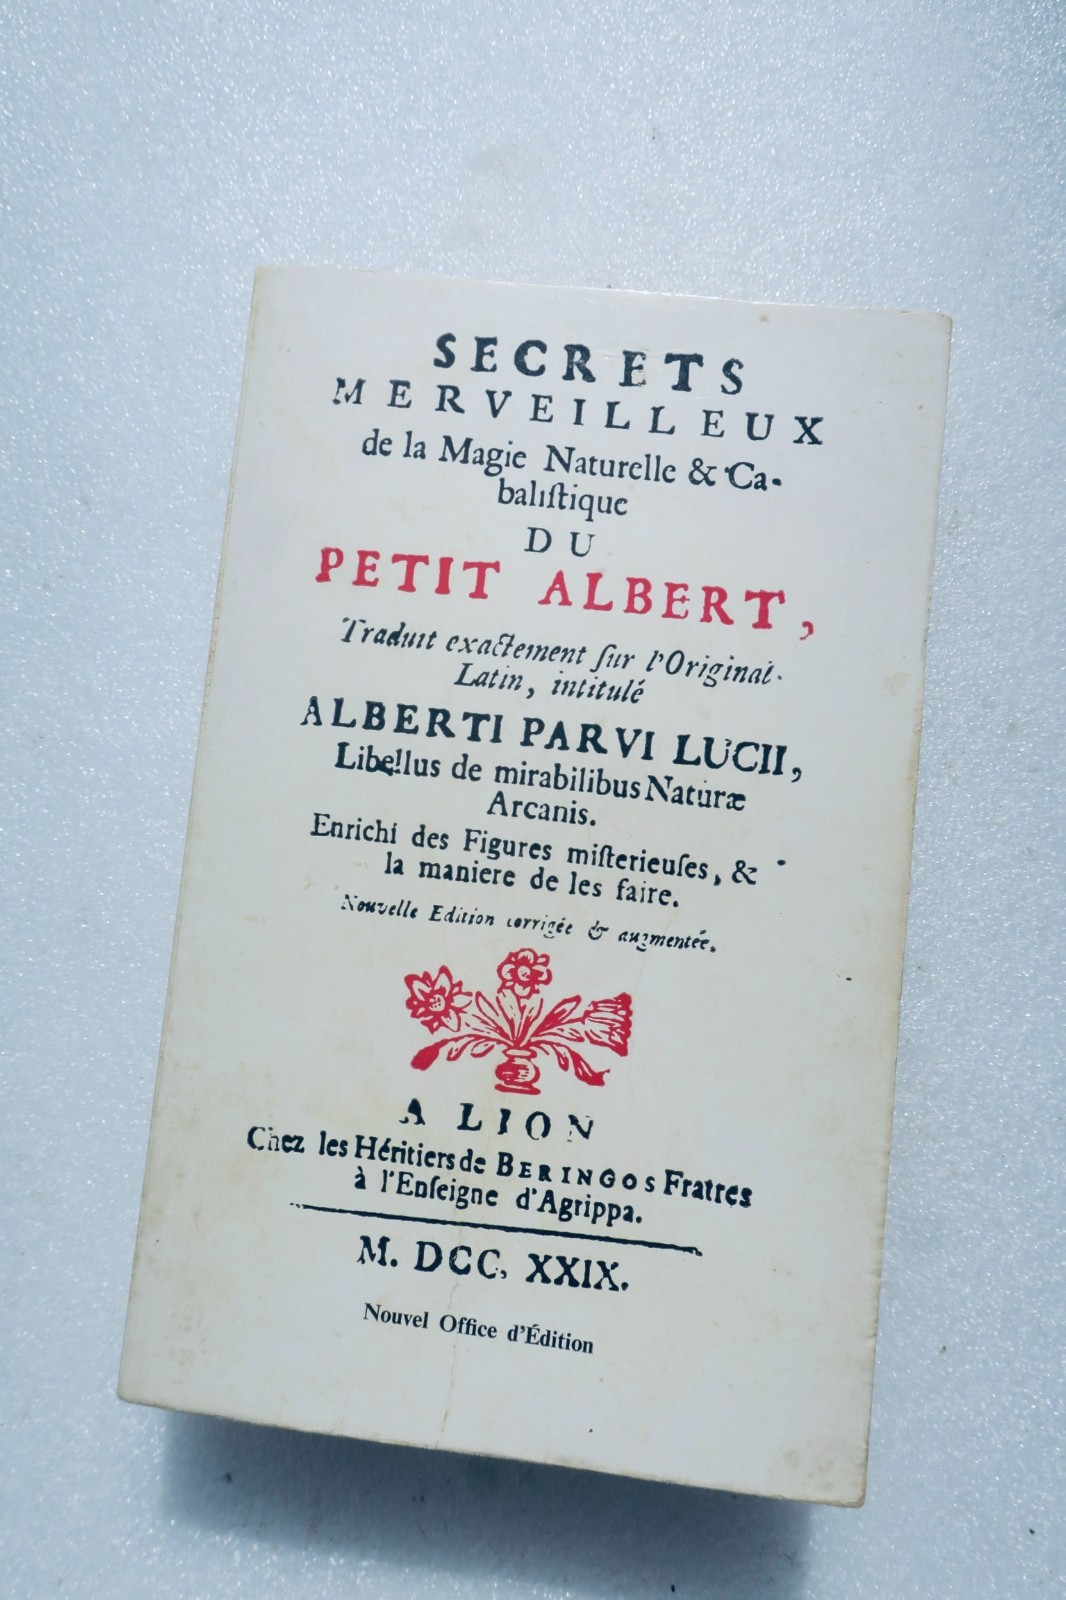 SECRETS
MERVEILLEUX
de la Magie Naturelle & Ca-
baliſtique
DU
PETIT ALBERT,
Traduit exactement ſur l'Original
Latin, intitulé
ALBERTI PARVI LUCII,
Libellus de mirabilibus Naturæ
Arcanis.
Enrichi des Figures miſterieuſes, &
la maniere de les faire.
Nouvelle Edition corrigée & augmentée.
A LION
Chez les Héritiers de BERINGOS Fratres
à l'Enſeigne d'Agrippa.
M. DCC. XXIX.
Nouvel Office d'Édition